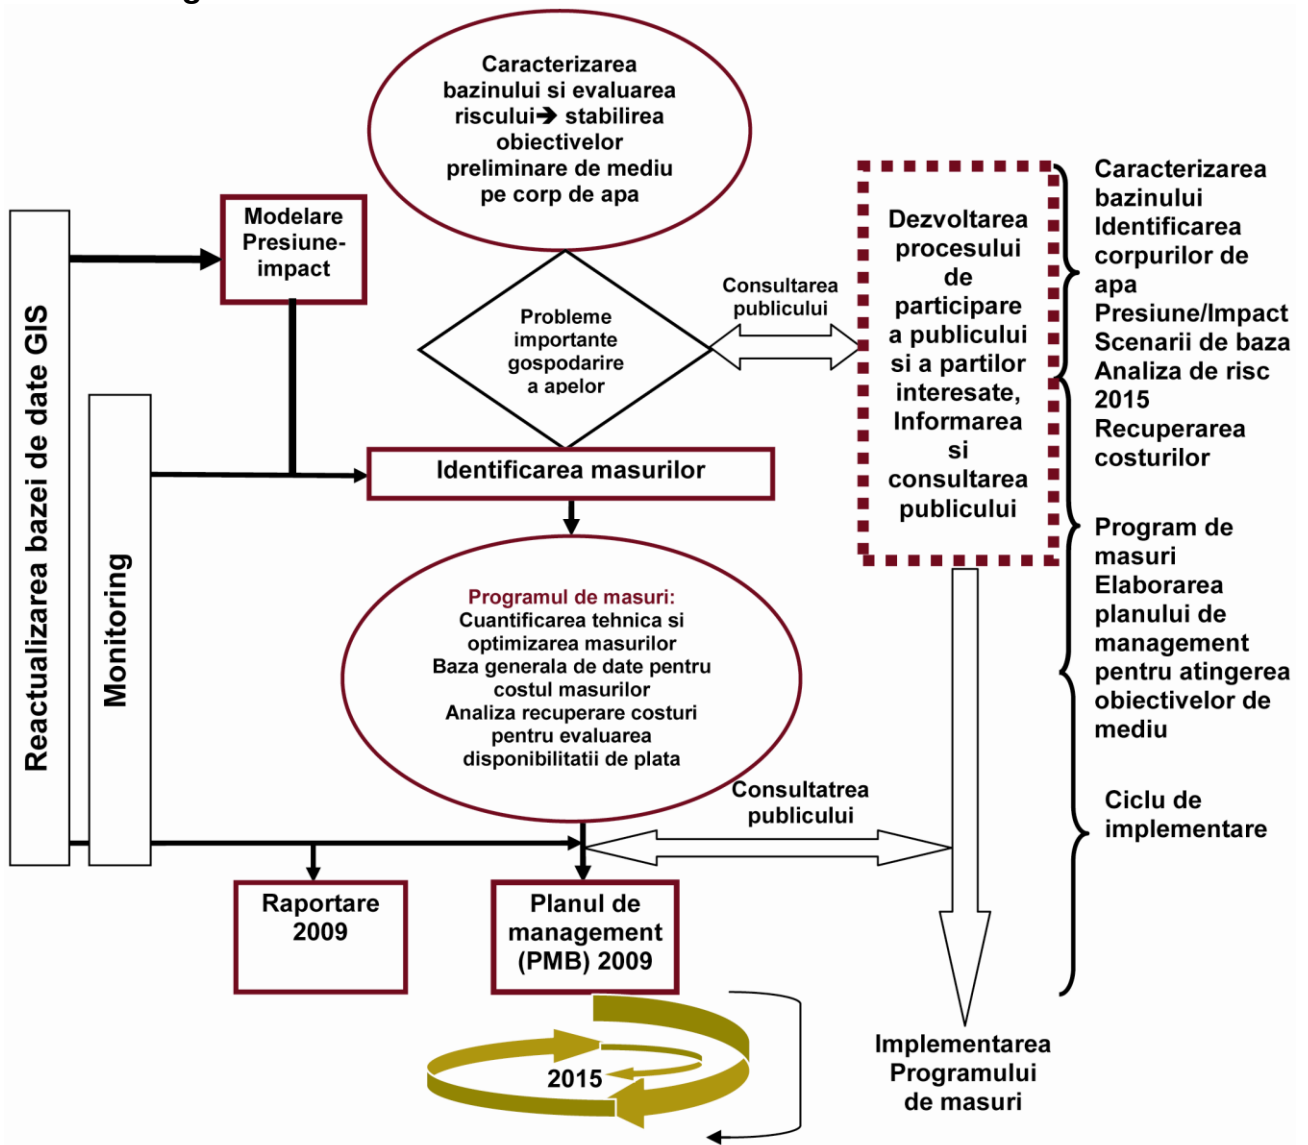 Caracterizarea
bazinului si evaluarea
riscului➔ stabilirea
obiectivelor
preliminare de mediu
pe corp de apa
Modelare
Presiune-
impact
Reactualizarea bazei de date GIS
Monitoring
Probleme
importante
gospodarire
a apelor
Consultarea
publicului
Dezvoltarea
procesului
de
participare
a publicului
si a partilor
interesate,
Informarea
si
consultarea
publicului
Caracterizarea
bazinului
Identificarea
corpurilor de
apa
Presiune/Impact
Scenarii de baza
Analiza de risc
2015
Recuperarea
costurilor
Identificarea masurilor
Programul de masuri:
Cuantificarea tehnica si
optimizarea masurilor
Baza generala de date pentru
costul masurilor
Analiza recuperare costuri
pentru evaluarea
disponibilitatii de plata
Program de
masuri
Elaborarea
planului de
management
pentru atingerea
obiectivelor de
mediu
Consultatrea
publicului
Ciclu de
implementare
Raportare
2009
Planul de
management
(PMB) 2009
2015
Implementarea
Programului
de masuri